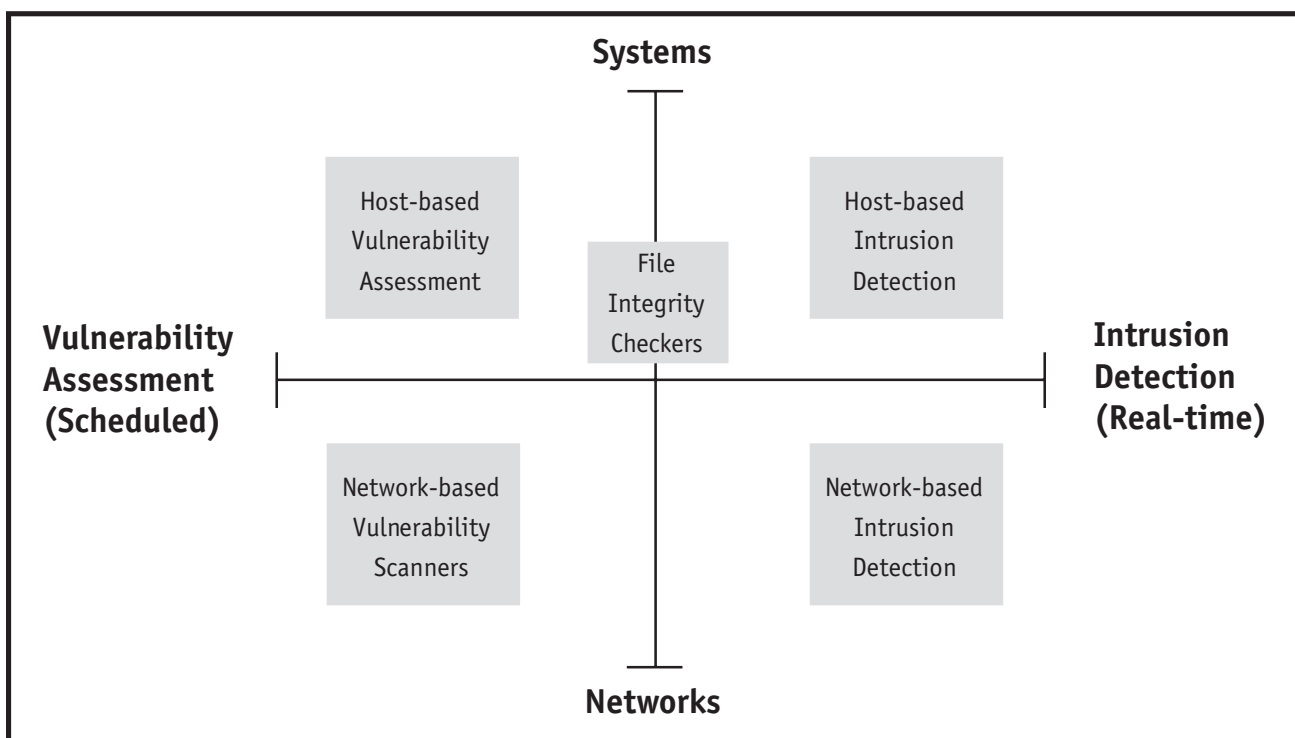 Systems
Host-based
Vulnerability
Assessment
Host-based
Intrusion
Detection
File
Integrity
Checkers
Vulnerability
Assessment
(Scheduled)
Intrusion
Detection
(Real-time)
Network-based
Vulnerability
Scanners
Network-based
Intrusion
Detection
Networks